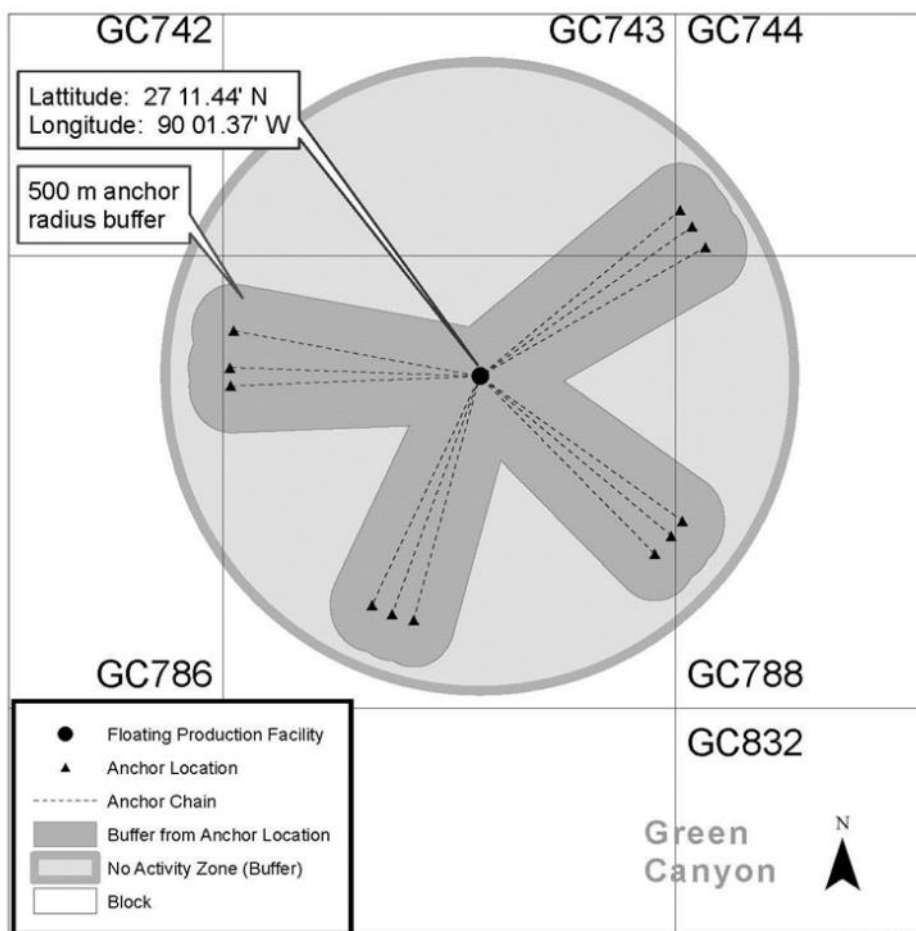 GC742
GC743
GC744
Lattitude: 27 11.44' N
Longitude: 90 01.37' W
500 m anchor
radius buffer
GC786
GC788
GC832
Floating Production Facility
Anchor Location
Anchor Chain
Buffer from Anchor Location
No Activity Zone (Buffer)
Block
Green
Canyon
N